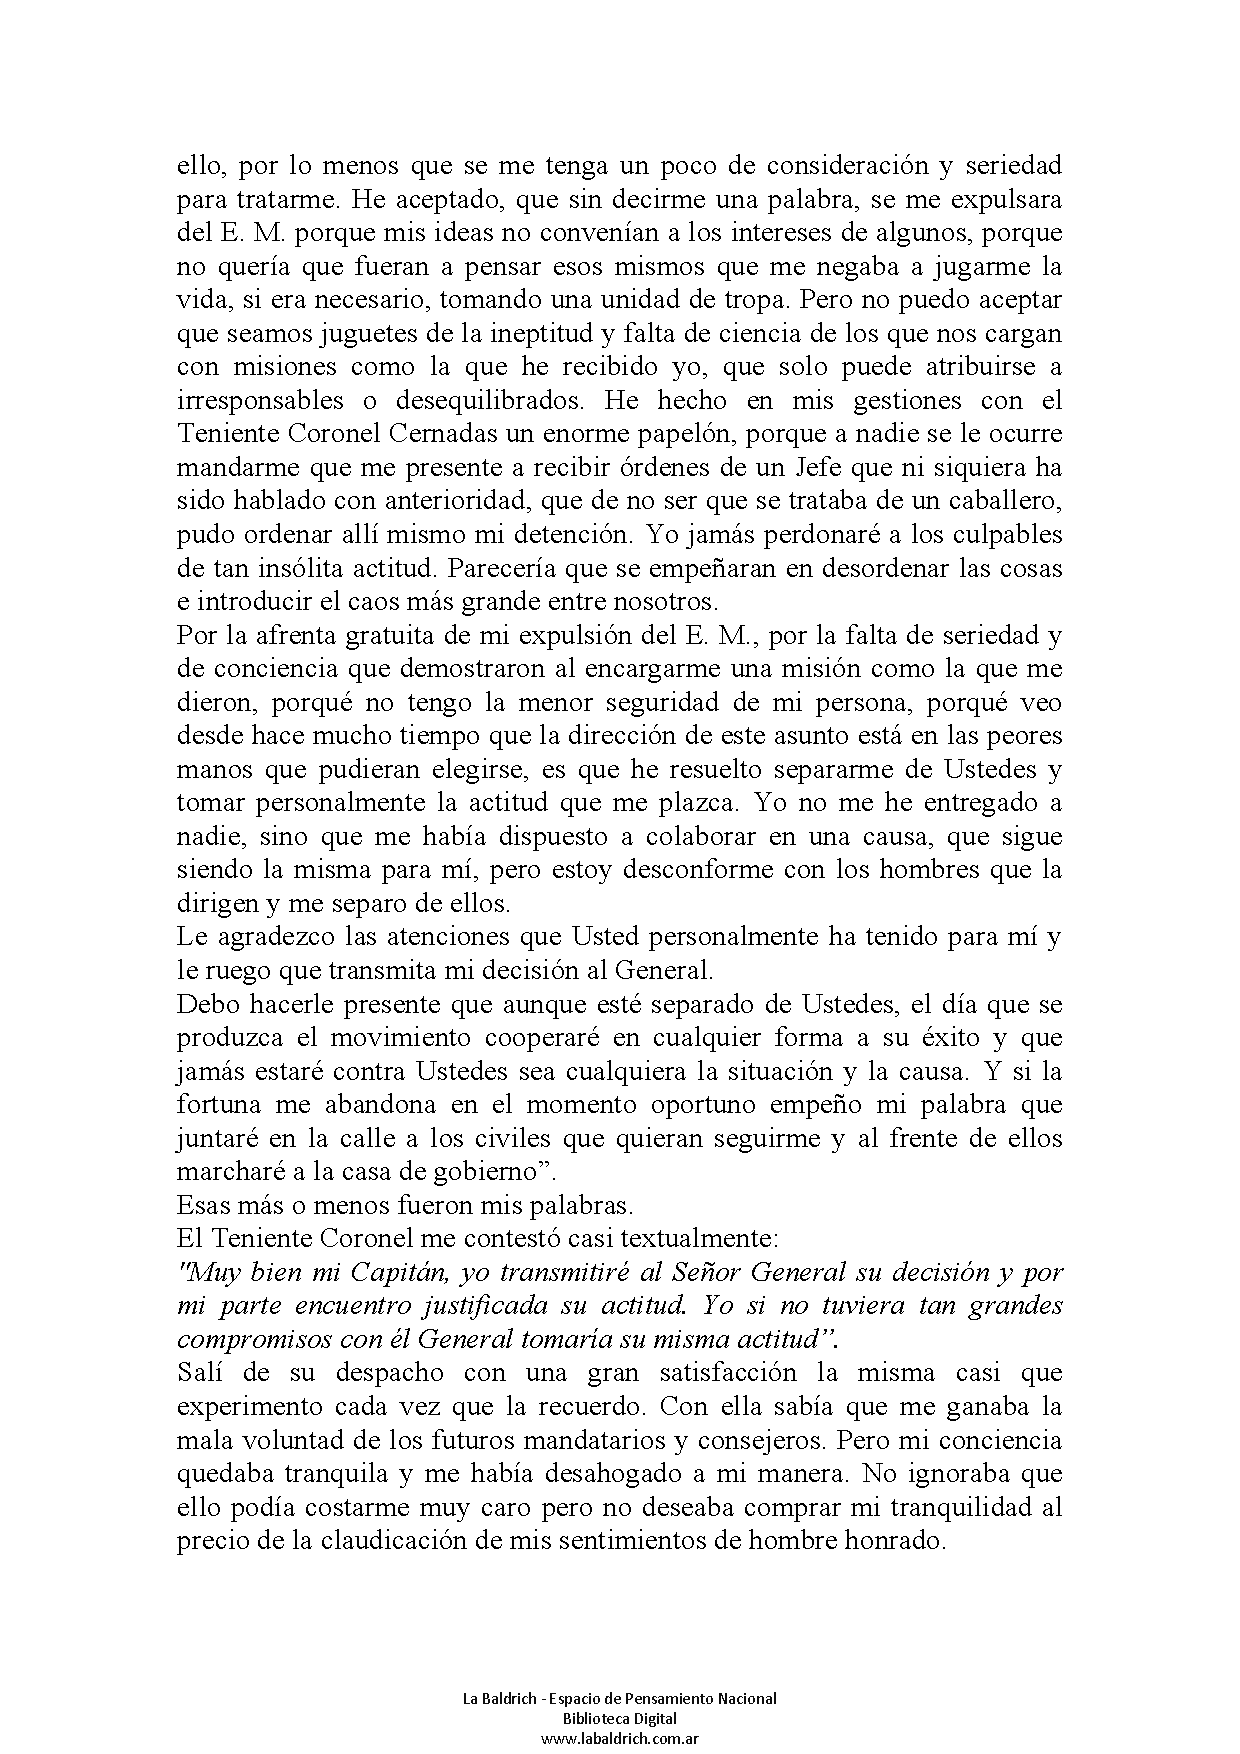 ello, por lo menos que se me tenga un poco de consideración y seriedad
para tratarme. He aceptado, que sin decirme una palabra, se me expulsara
del E. M. porque mis ideas no convenían a los intereses de algunos, porque
no quería que fueran a pensar esos mismos que me negaba a jugarme la
vida, si era necesario, tomando una unidad de tropa. Pero no puedo aceptar
que seamos juguetes de la ineptitud y falta de ciencia de los que nos cargan
con misiones como la que he recibido yo, que solo puede atribuirse a
irresponsables o desequilibrados. He hecho en mis gestiones con el
Teniente Coronel Cernadas un enorme papelón, porque a nadie se le ocurre
mandarme que me presente a recibir órdenes de un Jefe que ni siquiera ha
sido hablado con anterioridad, que de no ser que se trataba de un caballero,
pudo ordenar allí mismo mi detención. Yo jamás perdonaré a los culpables
de tan insólita actitud. Parecería que se empeñaran en desordenar las cosas
e introducir el caos más grande entre nosotros.
Por la afrenta gratuita de mi expulsión del E. M., por la falta de seriedad y
de conciencia que demostraron al encargarme una misión como la que me
dieron, porqué no tengo la menor seguridad de mi persona, porqué veo
desde hace mucho tiempo que la dirección de este asunto está en las peores
manos que pudieran elegirse, es que he resuelto separarme de Ustedes y
tomar personalmente la actitud que me plazca. Yo no me he entregado a
nadie, sino que me había dispuesto a colaborar en una causa, que sigue
siendo la misma para mí, pero estoy desconforme con los hombres que la
dirigen y me separo de ellos.
Le agradezco las atenciones que Usted personalmente ha tenido para mí y
le ruego que transmita mi decisión al General.
Debo hacerle presente que aunque esté separado de Ustedes, el día que se
produzca el movimiento cooperaré en cualquier forma a su éxito y que
jamás estaré contra Ustedes sea cualquiera la situación y la causa. Y si la
fortuna me abandona en el momento oportuno empeño mi palabra que
juntaré en la calle a los civiles que quieran seguirme y al frente de ellos
marcharé a la casa de gobierno”.
Esas más o menos fueron mis palabras.
El Teniente Coronel me contestó casi textualmente:
"Muy bien mi Capitán, yo transmitiré al Señor General su decisión y por
mi parte encuentro justificada su actitud. Yo si no tuviera tan grandes
compromisos con él General tomaría su misma actitud”.
Salí de su despacho con una gran satisfacción la misma casi que
experimento cada vez que la recuerdo. Con ella sabía que me ganaba la
mala voluntad de los futuros mandatarios y consejeros. Pero mi conciencia
quedaba tranquila y me había desahogado a mi manera. No ignoraba que
ello podía costarme muy caro pero no deseaba comprar mi tranquilidad al
precio de la claudicación de mis sentimientos de hombre honrado.
La Baldrich - Espacio de Pensamiento Nacional
Biblioteca Digital
www.labaldrich.com.ar